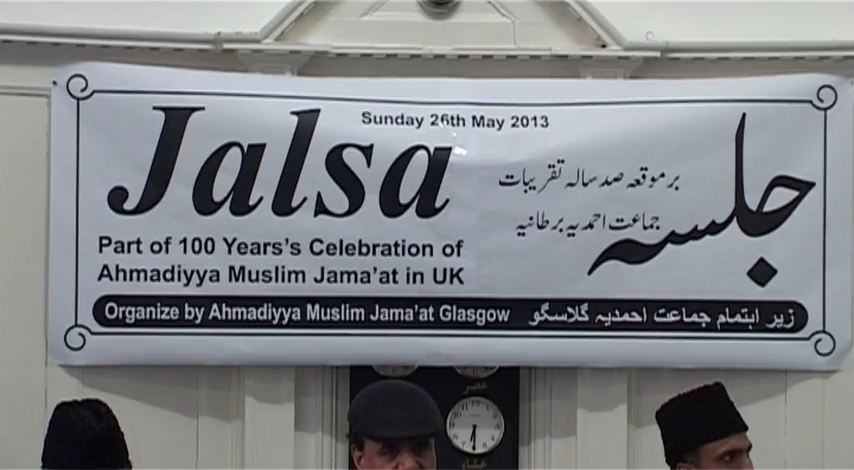 Sunday 26th May 2013
Jalsa
جلسہ
بر موقعہ صد سالہ تقریبات
جماعت احمدیہ برطانیہ
Part of 100 Years's Celebration of
Ahmadiyya Muslim Jama'at in UK
Organize by Ahmadiyya Muslim Jama'at Glasgow زیر اہتمام جماعت احمدیہ گلاسگو
عصر
عشاء